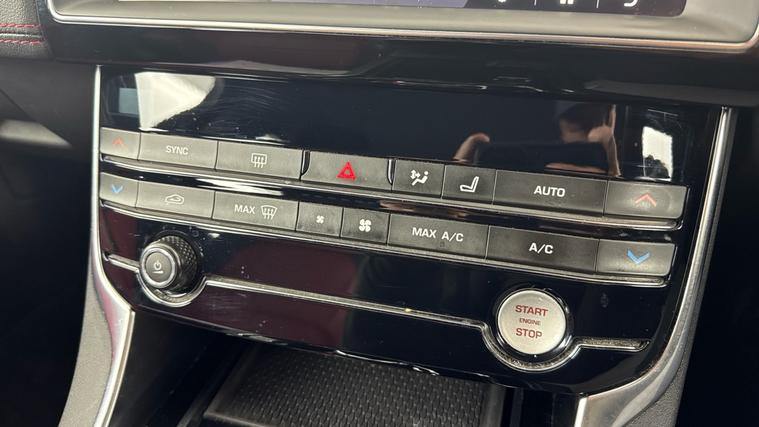 SYNC
AUTO
MAX
MAX A/C
A/C
START
ENGINE
STOP